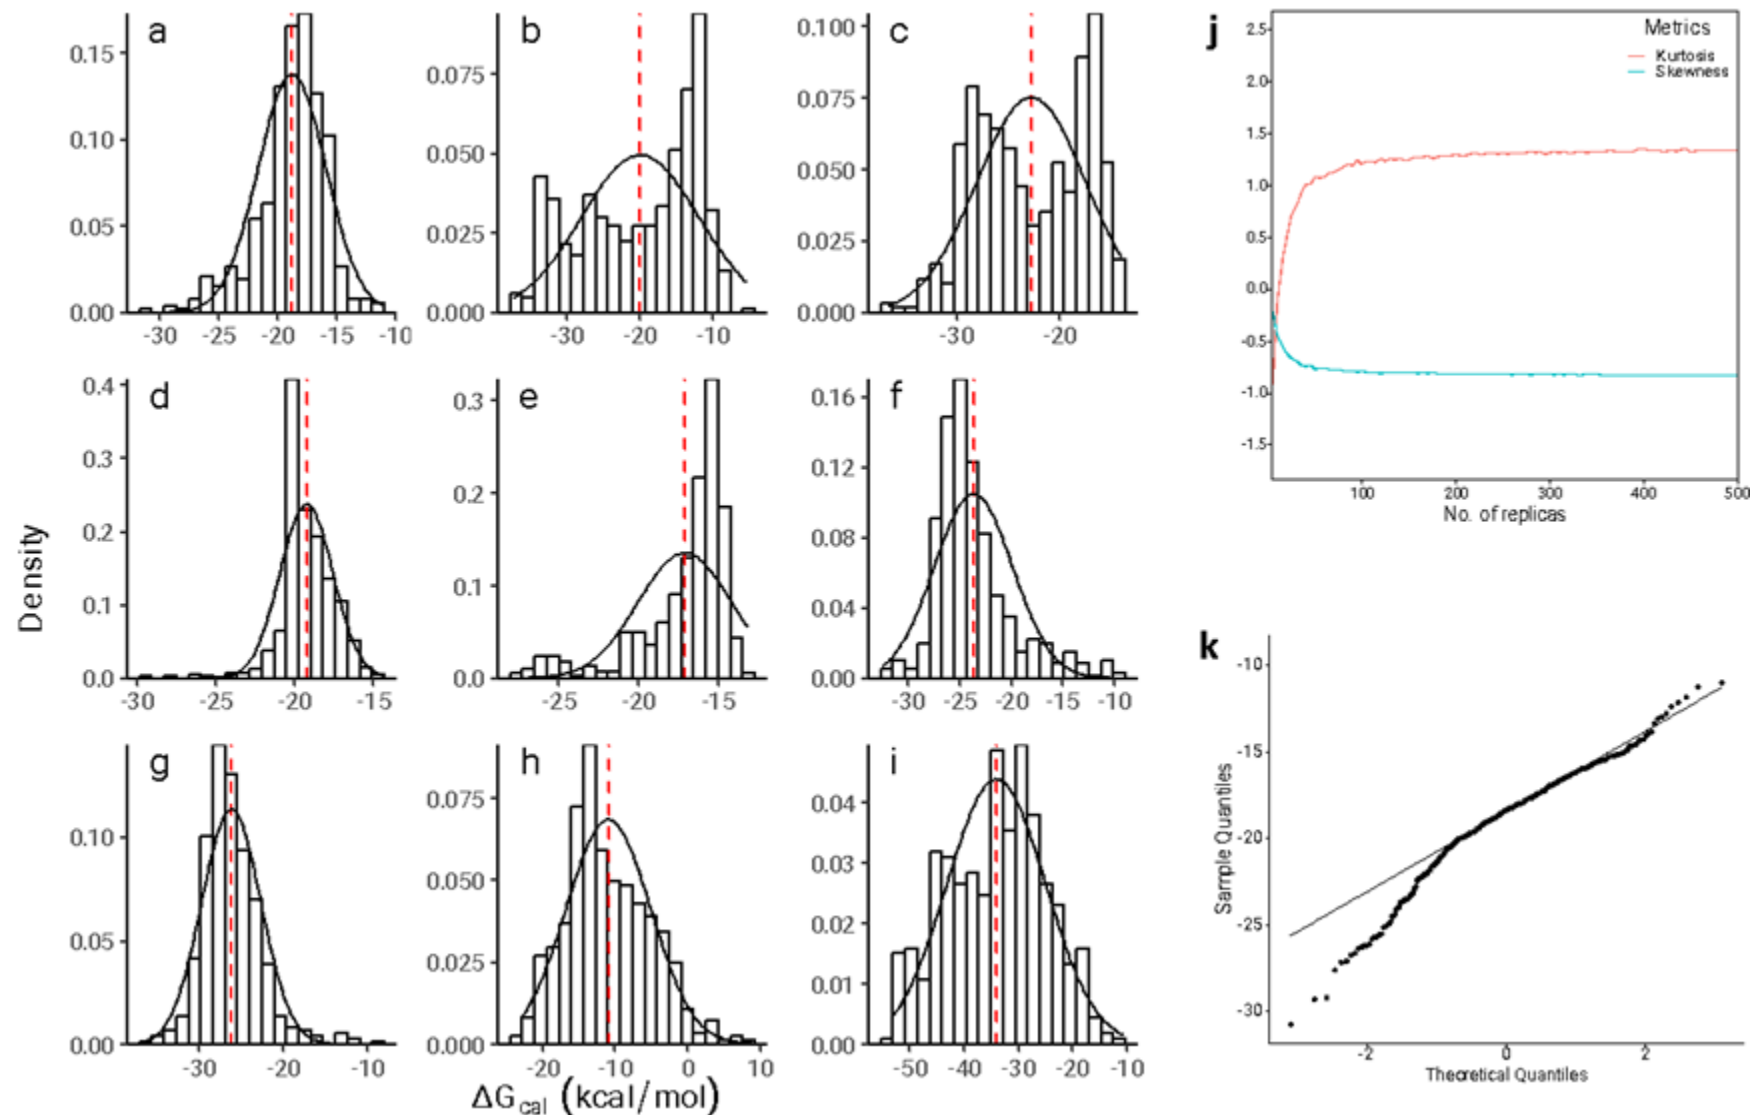 a
0.15
0.10
0.05
0.00
-30 -25 -20 -15 -10
b
0.075
0.050
0.025
0.000
-30 -20 -10
c
0.100
0.075
0.050
0.025
0.000
-30 -20
j
Metrics
Kurtosis
Skewness
2.5
2.0
1.5
1.0
0.5
0.0
-0.5
-1.0
-1.5
100 200 300 400 500
No. of replicas
Density
d
0.4
0.3
0.2
0.1
0.0
-30 -25 -20 -15
e
0.3
0.2
0.1
0.0
-25 -20 -15
f
0.16
0.12
0.08
0.04
0.00
-30 -25 -20 -15 -10
g
0.10
0.05
0.00
-30 -20 -10
h
0.075
0.050
0.025
0.000
-20 -10 0 10
i
0.04
0.03
0.02
0.01
0.00
-50 -40 -30 -20 -10
ΔGcal (kcal/mol)
k
-10
-15
-20
-25
-30
Sample Quantiles
-2 0 2
Theoretical Quantiles